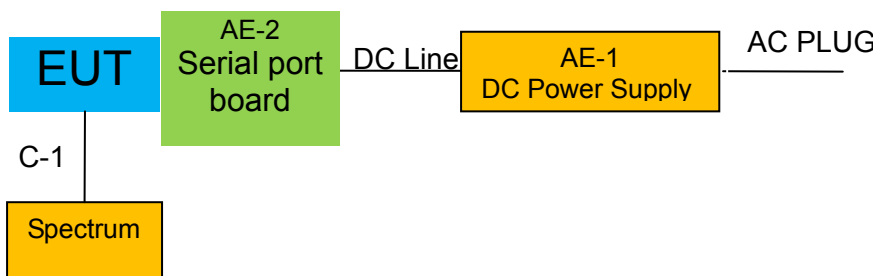 EUT
AE-2
Serial port
board
DC Line
AE-1
DC Power Supply
AC PLUG
C-1
Spectrum